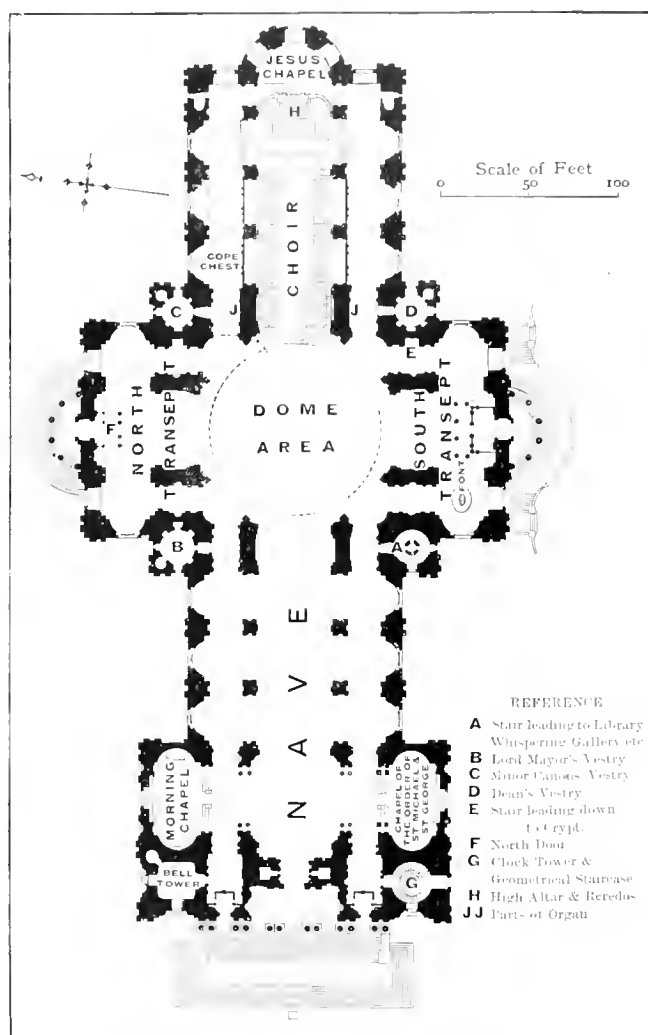 JESUS
CHAPEL
H
Scale of Feet
0 50 100
CHOIR
COPE
CHEST
C
J
J
D
E
NORTH
TRANSEPT
F
DOME
AREA
SOUTH
TRANSEPT
FONT
B
A
NAVE
MORNING
CHAPEL
CHAPEL OF
THE ORDER OF
ST MICHAEL &
ST GEORGE
BELL
TOWER
G
REFERENCE
A Stair leading to Library
Whispering Gallery etc
B Lord Mayor's Vestry
C Minor Canons Vestry
D Dean's Vestry
E Stair leading down
to Crypt.
F North Door
G Clock Tower &
Geometrical Staircase
H High Altar & Reredos
JJ Parts of Organ